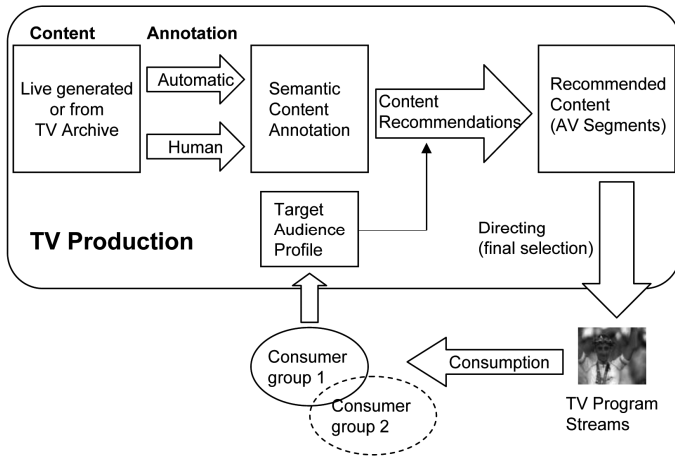 Content
Annotation
Live generated
or from
TV Archive
Automatic
Human
Semantic
Content
Annotation
Content
Recommendations
Recommended
Content
(AV Segments)
TV Production
Target
Audience
Profile
Directing
(final selection)
Consumer
group 1
Consumer
group 2
Consumption
TV Program
Streams